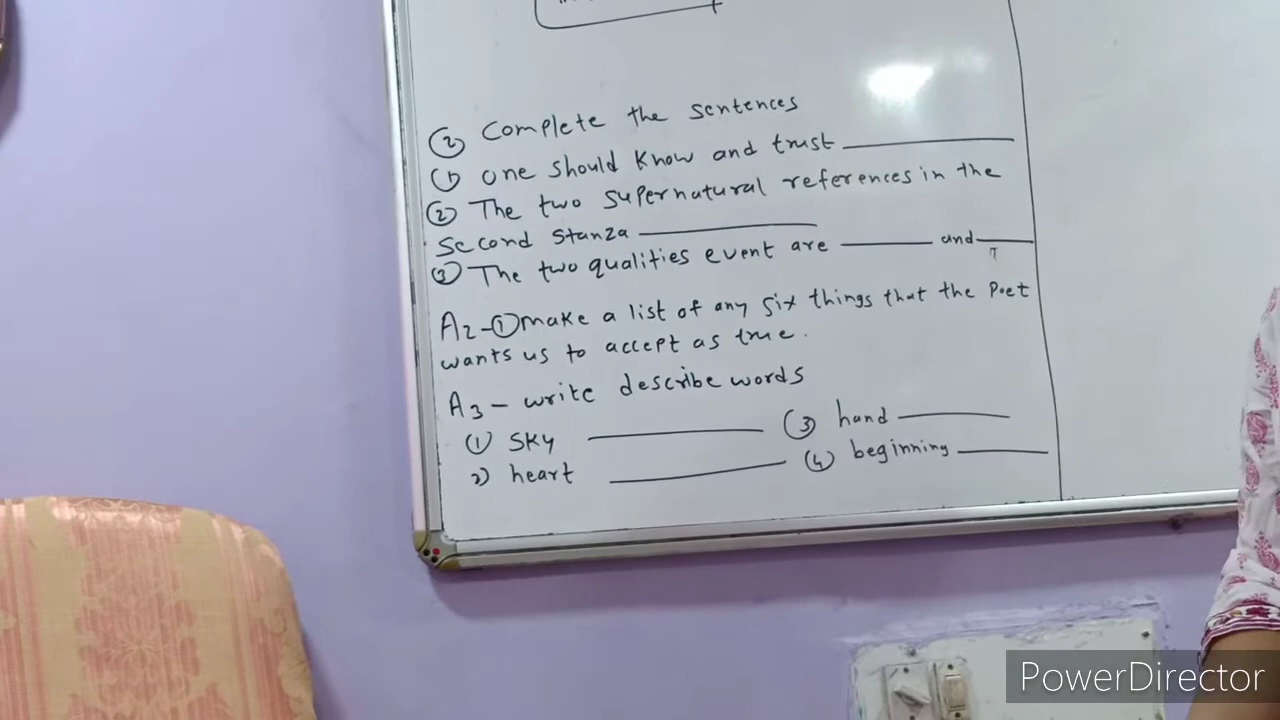 ② Complete the sentences
① one should know and trust
② The two supernatural references in the
second stanza
③ The two qualities event are and
A2-① make a list of any six things that the poet
wants us to accept as true.
A3 - write describe words
① sky ③ hand
2) heart ④ beginning
PowerDirector